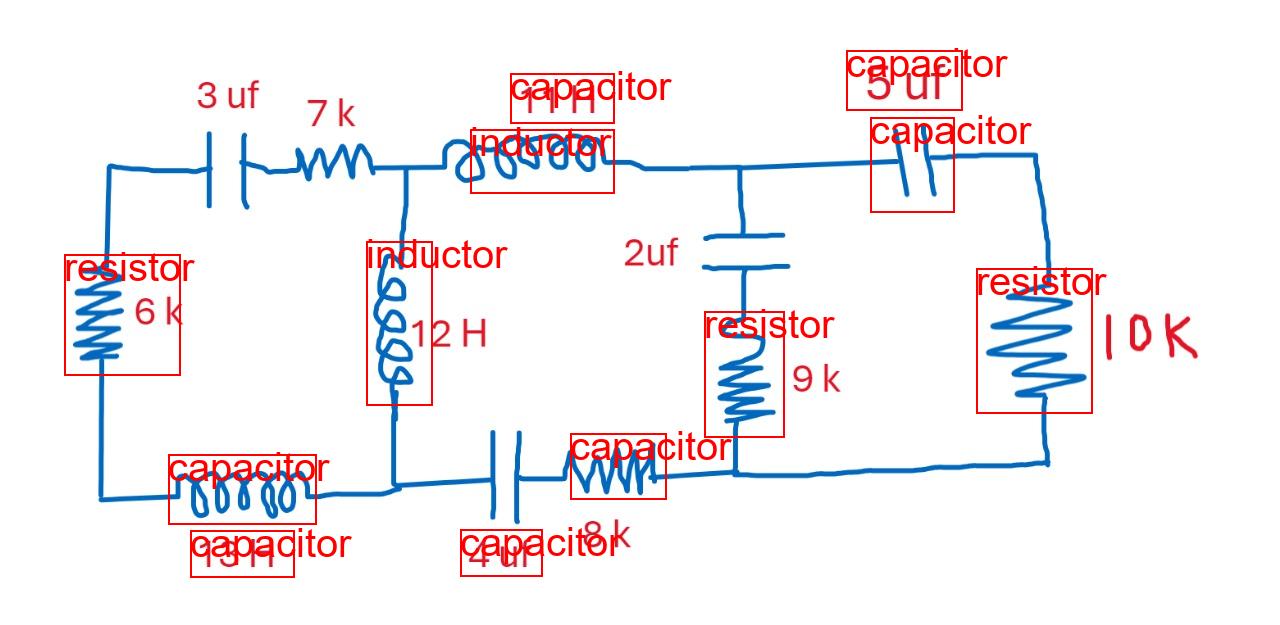 capacitor
5 uf
3 uf
capacitor
11 H
7 k
capacitor
inductor
inductor
2uf
resistor
6 k
resistor
10K
12 H
resistor
9 k
capacitor
capacitor
8 k
capacitor
4 uf
capacitor
13 H